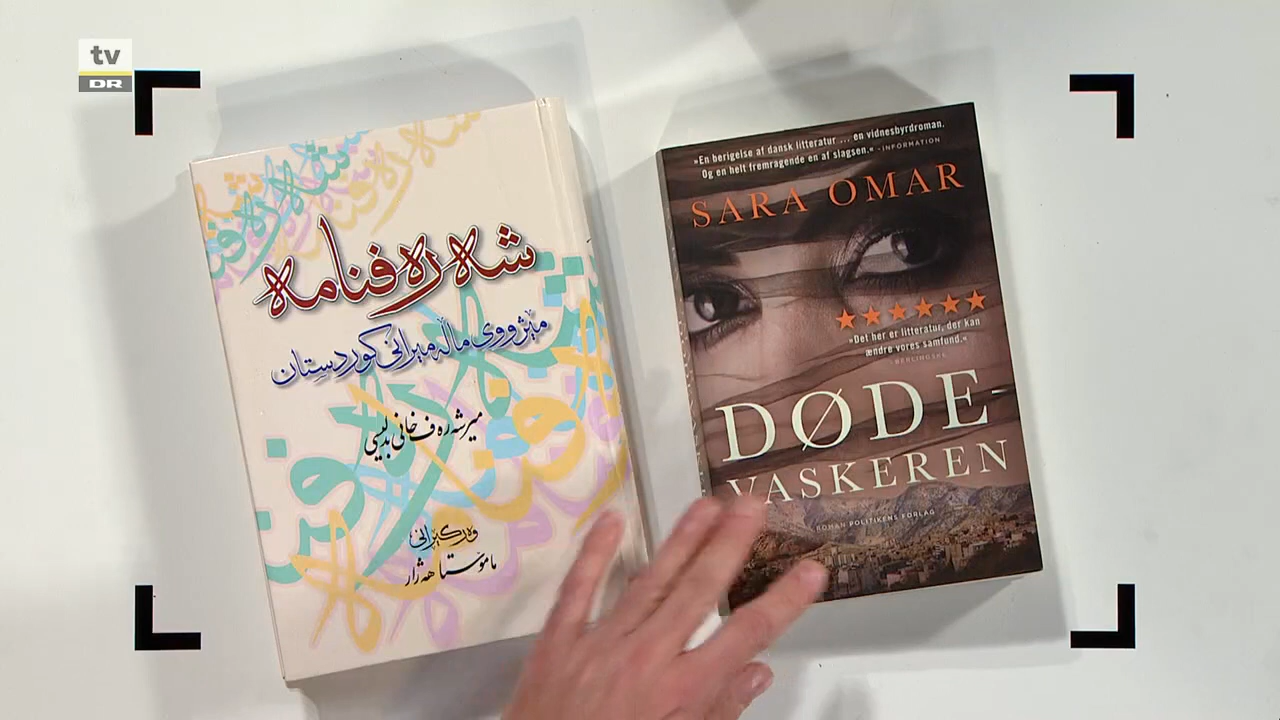 tv
DR
شەرەفنامە
مێژووی ماڵە میرانی کوردستان
میر شەرەف خانی بدلیسی
وەرگێڕانی
مامۆستا هەژار
»En berigelse af dansk litteratur ... en vidnesbyrdroman.
Og en helt fremragende en af slagsen.« - INFORMATION
SARA OMAR
»Det her er litteratur, der kan
ændre vores samfund.«
- BERLINGSKE
DØDE-
VASKEREN
ROMAN POLITIKENS FORLAG